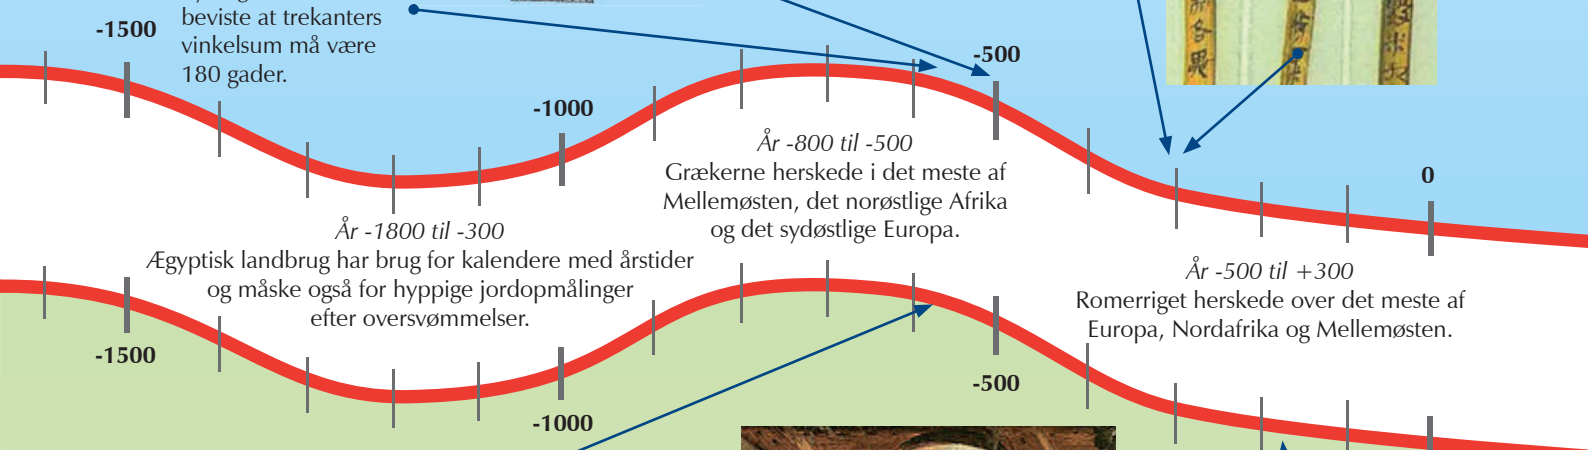 beviste at trekanters
vinkelsum må være
180 gader.
-1500
-1000
-500
0
År -800 til -500
Grækerne herskede i det meste af
Mellemøsten, det norøstlige Afrika
og det sydøstlige Europa.
År -1800 til -300
Ægyptisk landbrug har brug for kalendere med årstider
og måske også for hyppige jordopmålinger
efter oversvømmelser.
År -500 til +300
Romerriget herskede over det meste af
Europa, Nordafrika og Mellemøsten.
-1500
-1000
-500